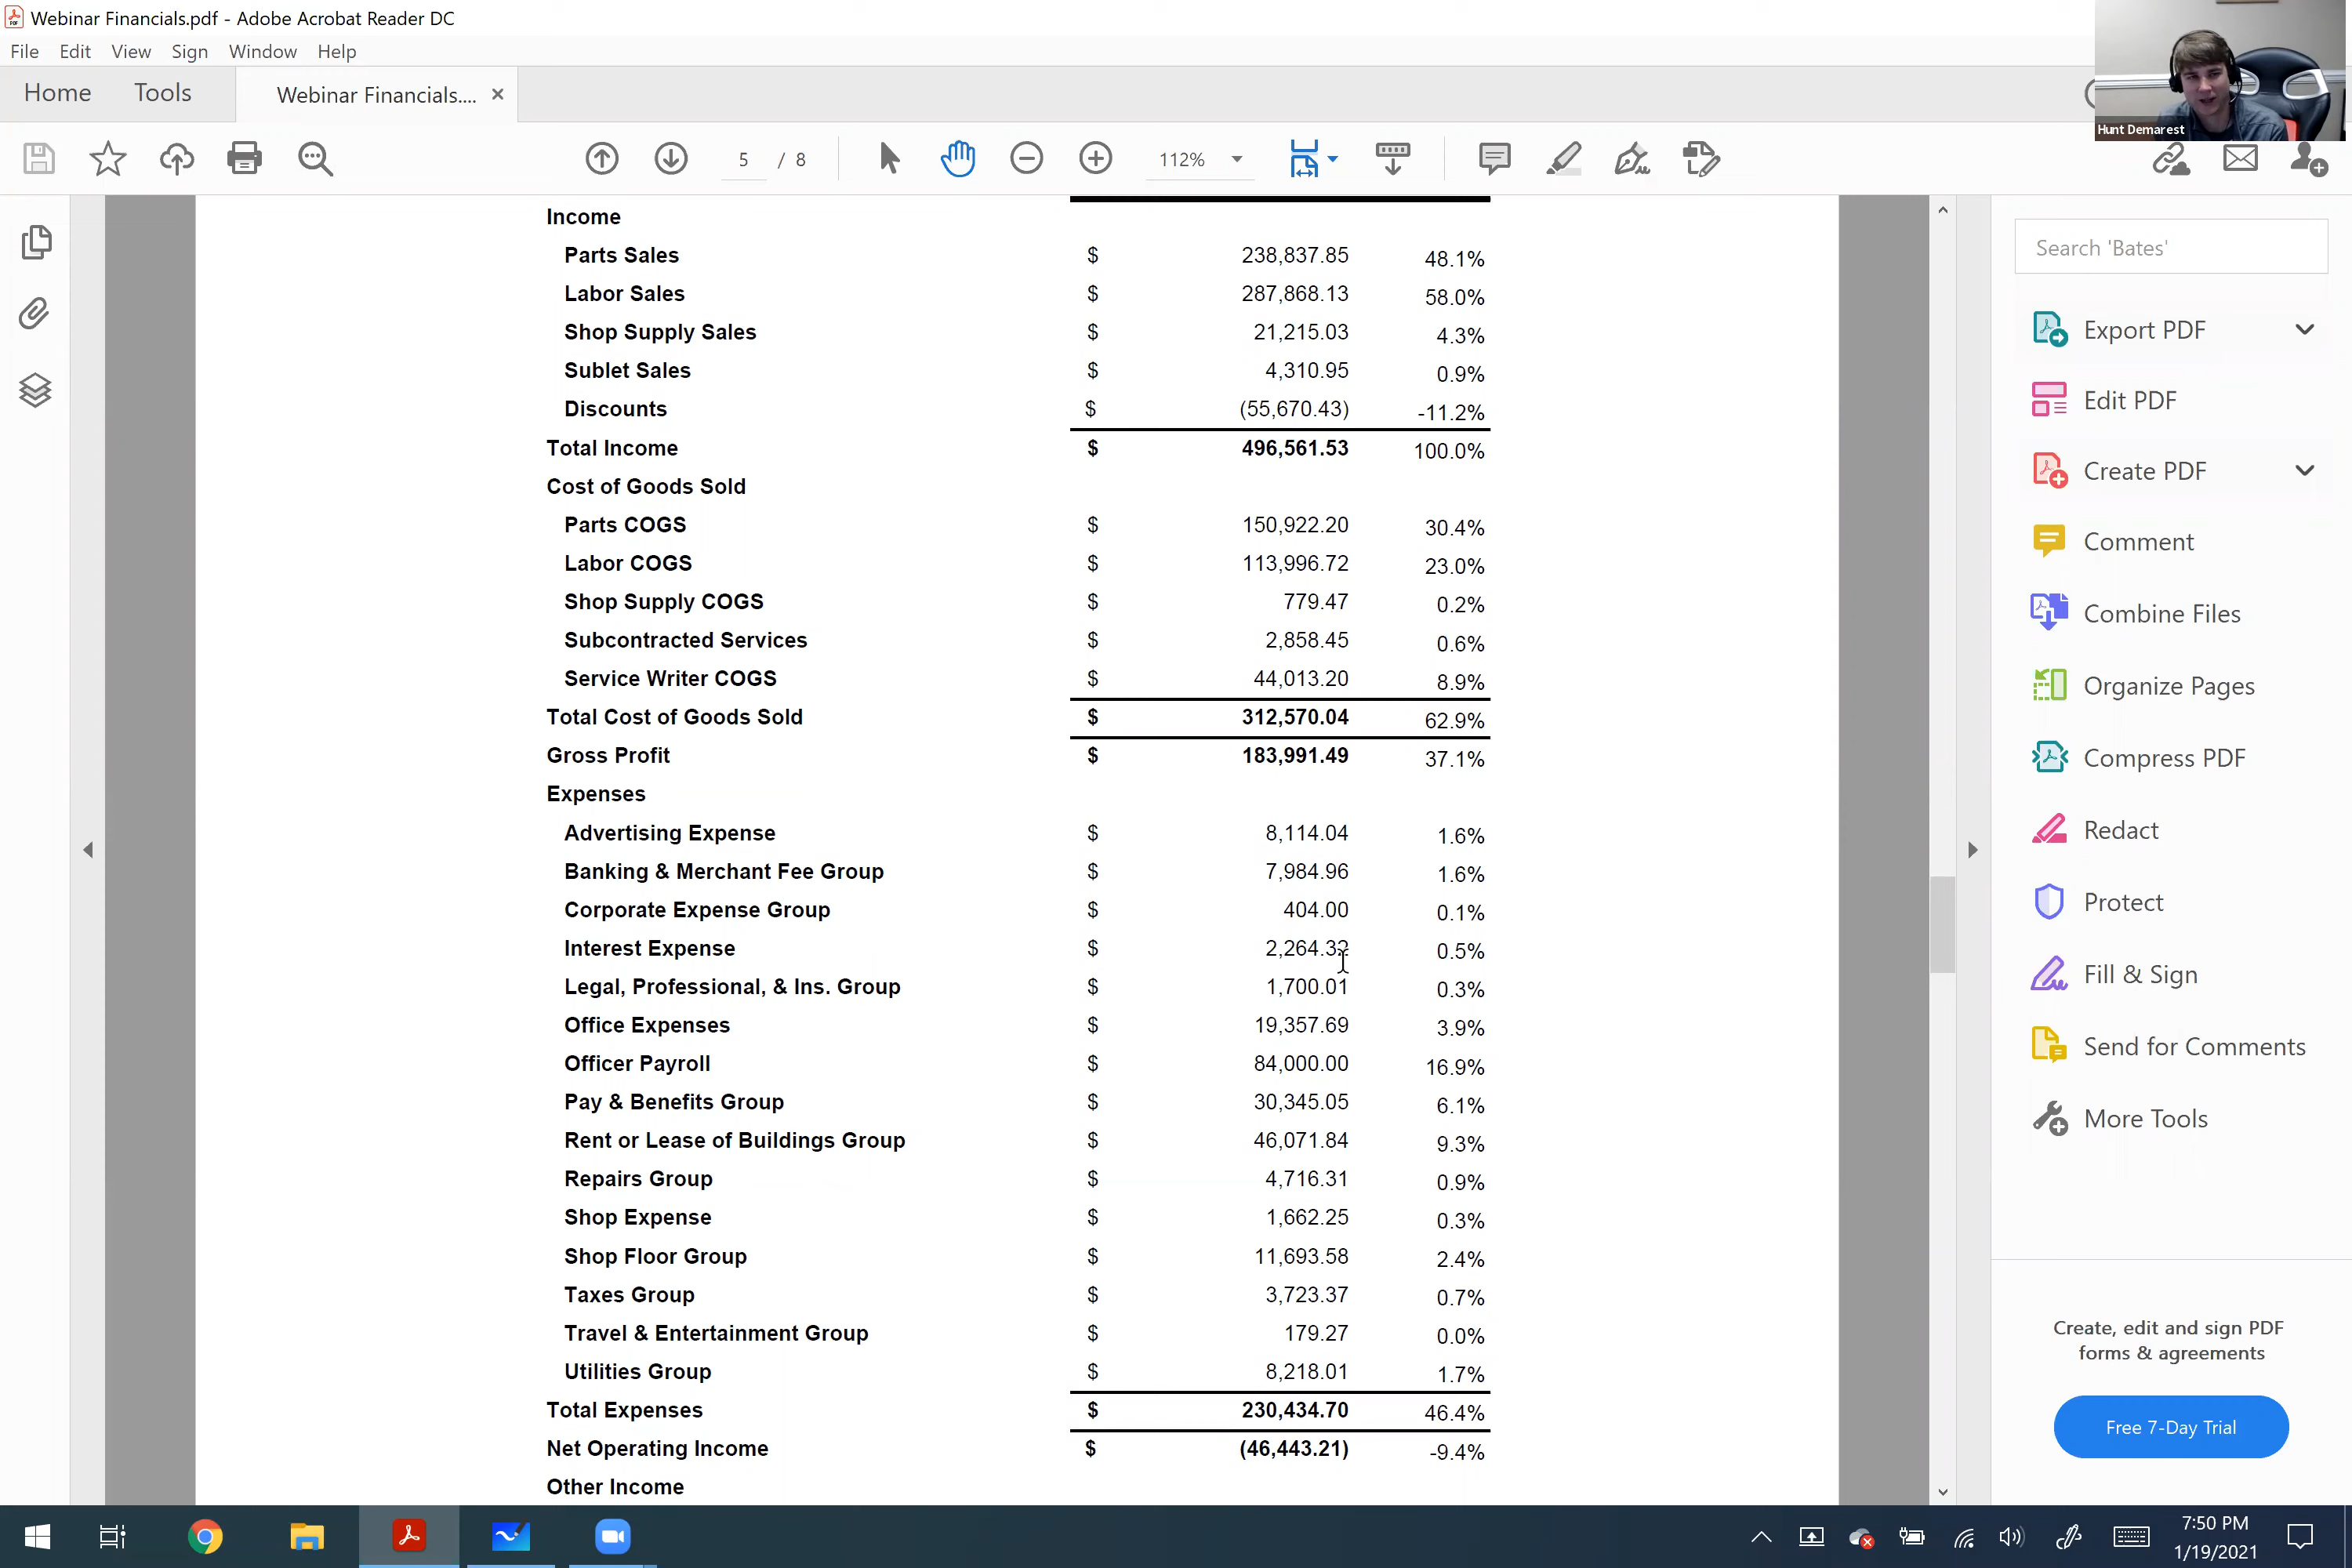 Webinar Financials.pdf - Adobe Acrobat Reader DC
File Edit View Sign Window Help
Home Tools Webinar Financials.... ×
Hunt Demarest
5 / 8 112%
Income
Parts Sales $ 238,837.85 48.1%
Labor Sales $ 287,868.13 58.0%
Shop Supply Sales $ 21,215.03 4.3%
Sublet Sales $ 4,310.95 0.9%
Discounts $ (55,670.43) -11.2%
Total Income $ 496,561.53 100.0%
Cost of Goods Sold
Parts COGS $ 150,922.20 30.4%
Labor COGS $ 113,996.72 23.0%
Shop Supply COGS $ 779.47 0.2%
Subcontracted Services $ 2,858.45 0.6%
Service Writer COGS $ 44,013.20 8.9%
Total Cost of Goods Sold $ 312,570.04 62.9%
Gross Profit $ 183,991.49 37.1%
Expenses
Advertising Expense $ 8,114.04 1.6%
Banking & Merchant Fee Group $ 7,984.96 1.6%
Corporate Expense Group $ 404.00 0.1%
Interest Expense $ 2,264.32 0.5%
Legal, Professional, & Ins. Group $ 1,700.01 0.3%
Office Expenses $ 19,357.69 3.9%
Officer Payroll $ 84,000.00 16.9%
Pay & Benefits Group $ 30,345.05 6.1%
Rent or Lease of Buildings Group $ 46,071.84 9.3%
Repairs Group $ 4,716.31 0.9%
Shop Expense $ 1,662.25 0.3%
Shop Floor Group $ 11,693.58 2.4%
Taxes Group $ 3,723.37 0.7%
Travel & Entertainment Group $ 179.27 0.0%
Utilities Group $ 8,218.01 1.7%
Total Expenses $ 230,434.70 46.4%
Net Operating Income $ (46,443.21) -9.4%
Other Income
Search 'Bates'
Export PDF
Edit PDF
Create PDF
Comment
Combine Files
Organize Pages
Compress PDF
Redact
Protect
Fill & Sign
Send for Comments
More Tools
Create, edit and sign PDF
forms & agreements
Free 7-Day Trial
7:50 PM
1/19/2021